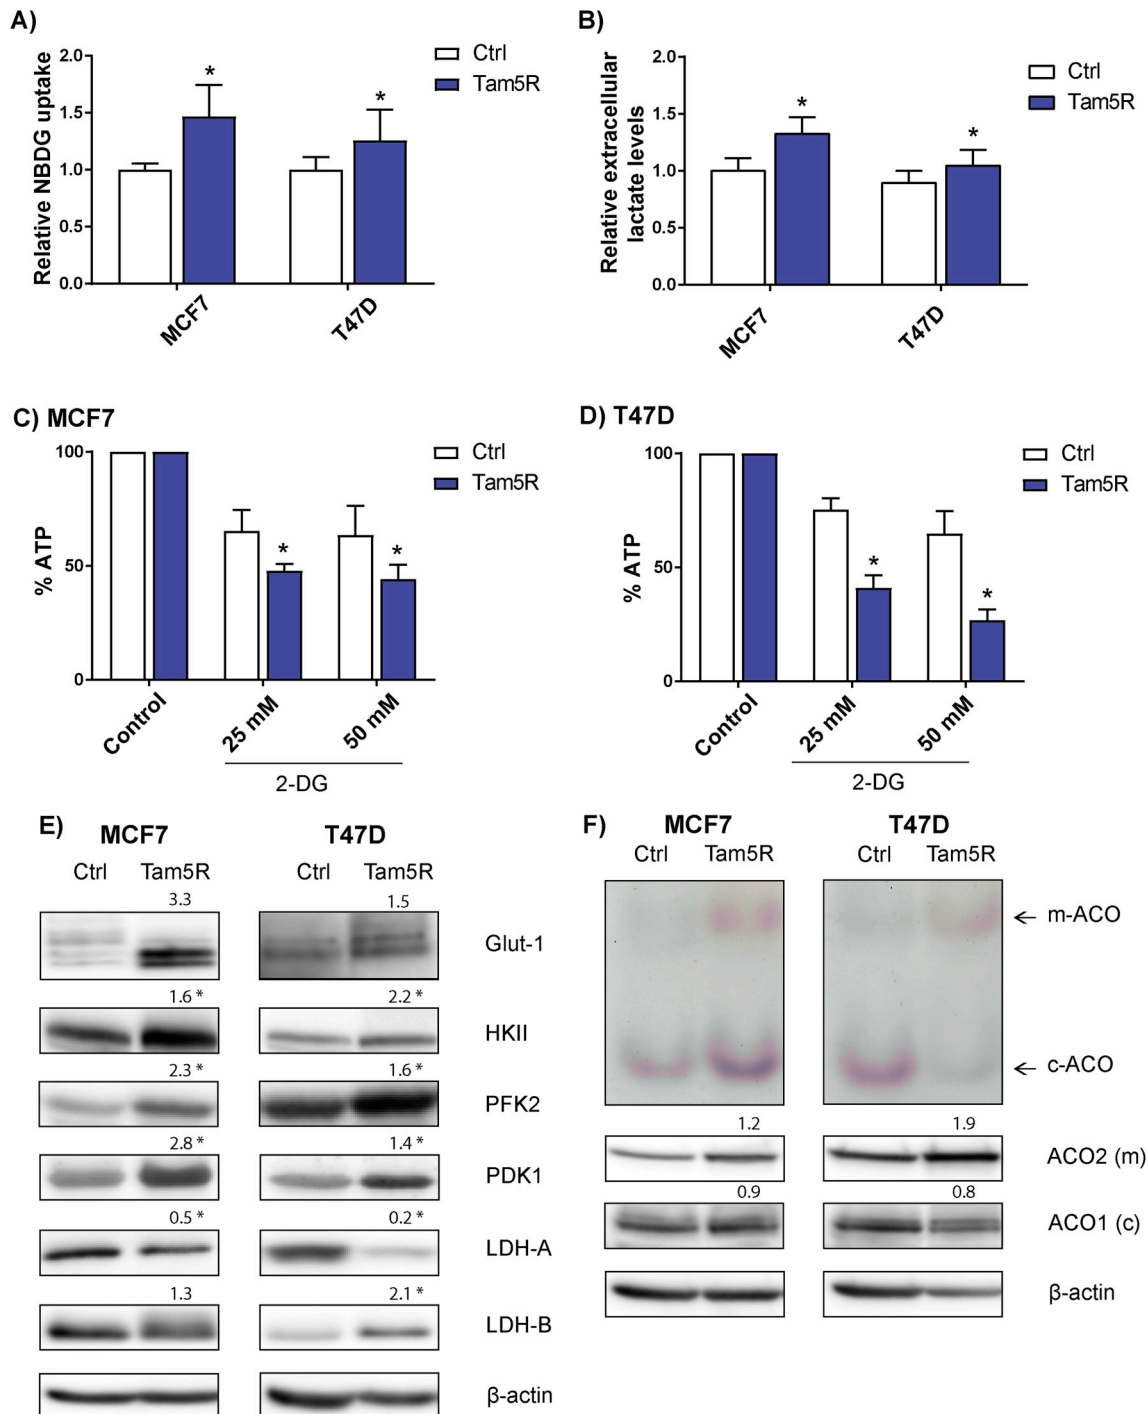 A)
Relative NBDG uptake
2.0
1.5
1.0
0.5
0.0
*
*
MCF7
T47D
Ctrl
Tam5R
B)
Relative extracellular
lactate levels
2.0
1.5
1.0
0.5
0.0
*
*
MCF7
T47D
Ctrl
Tam5R
C) MCF7
% ATP
100
50
0
*
*
Control
25 mM
50 mM
2-DG
Ctrl
Tam5R
D) T47D
% ATP
100
50
0
*
*
Control
25 mM
50 mM
2-DG
Ctrl
Tam5R
E)
MCF7 T47D
Ctrl Tam5R Ctrl Tam5R
3.3 1.5
Glut-1
1.6 * 2.2 *
HKII
2.3 * 1.6 *
PFK2
2.8 * 1.4 *
PDK1
0.5 * 0.2 *
LDH-A
1.3 2.1 *
LDH-B
β-actin
F)
MCF7 T47D
Ctrl Tam5R Ctrl Tam5R
m-ACO
c-ACO
1.2 1.9
ACO2 (m)
0.9 0.8
ACO1 (c)
β-actin